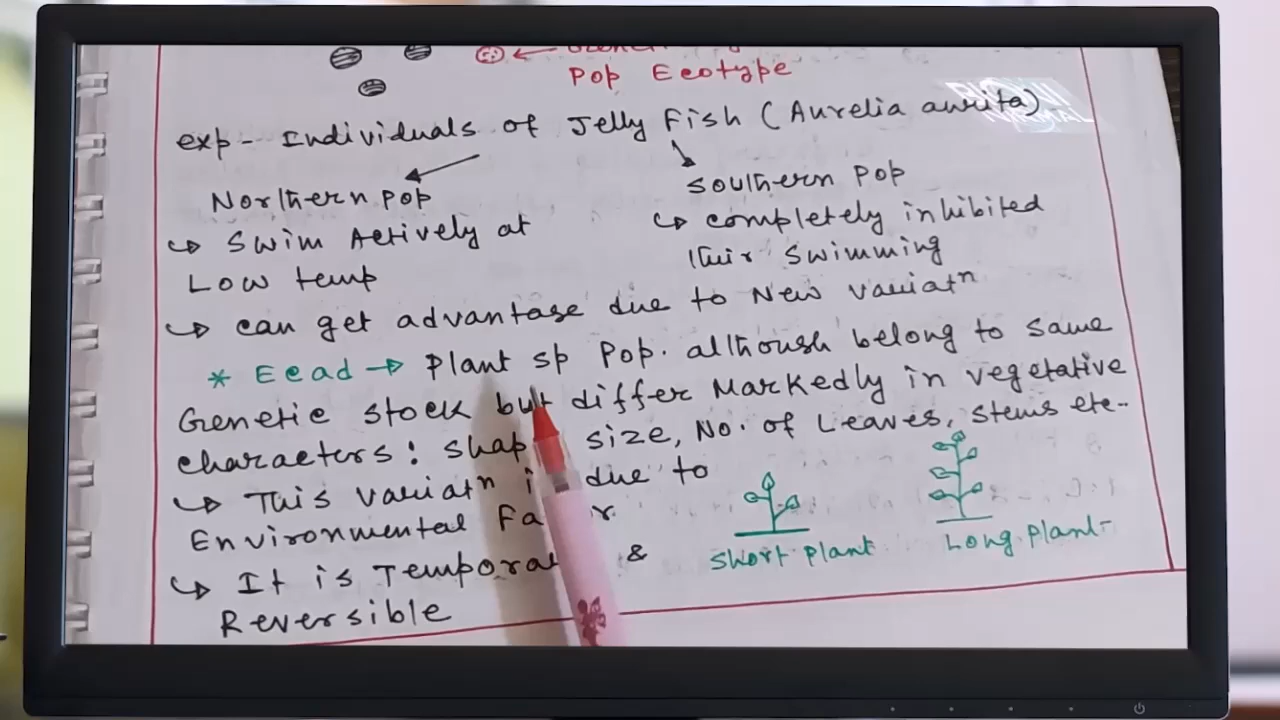 Pop Ecotype
exp - Individuals of Jelly Fish (Aurelia aurita)
Northern pop
Southern pop
↪ Swim Actively at
Low temp
↪ completely inhibited
their swimming
↪ can get advantage due to New variatⁿ
* Ecad → Plant sp Pop. although belong to same
Genetic stock but differ Markedly in vegetative
characters: shap size, No. of Leaves, stems etc..
↪ This variatⁿ i due to
Environmental Fa r
↪ It is Temporar &
Reversible
short plant
Long plant